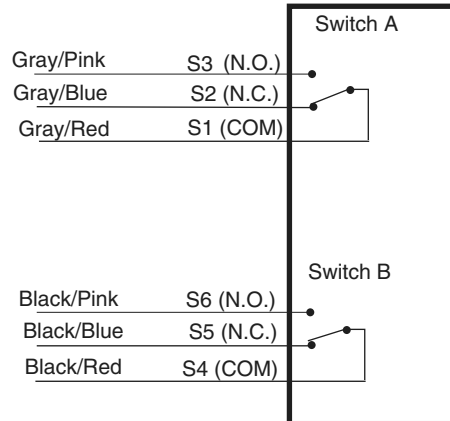 Switch A
Gray/Pink S3 (N.O.)
Gray/Blue S2 (N.C.)
Gray/Red S1 (COM)
Switch B
Black/Pink S6 (N.O.)
Black/Blue S5 (N.C.)
Black/Red S4 (COM)